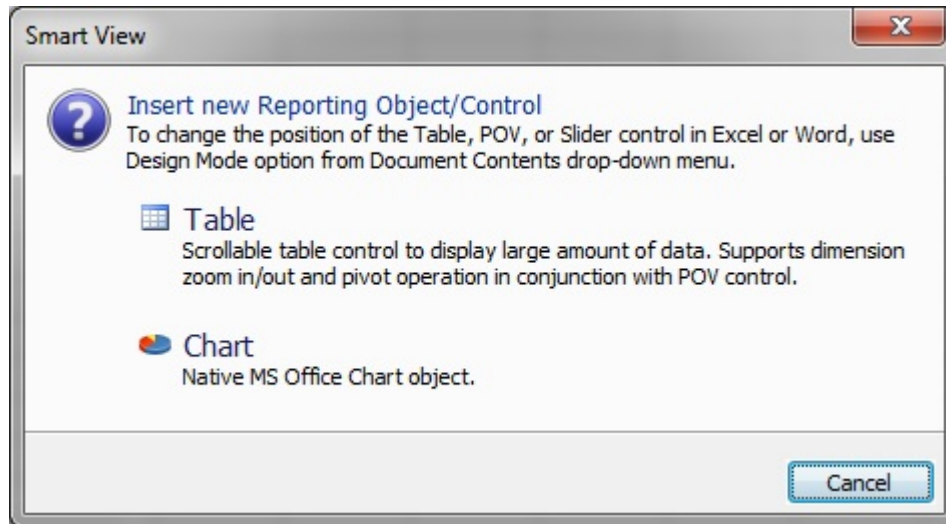 Smart View
Insert new Reporting Object/Control
To change the position of the Table, POV, or Slider control in Excel or Word, use
Design Mode option from Document Contents drop-down menu.
Table
Scrollable table control to display large amount of data. Supports dimension
zoom in/out and pivot operation in conjunction with POV control.
Chart
Native MS Office Chart object.
Cancel